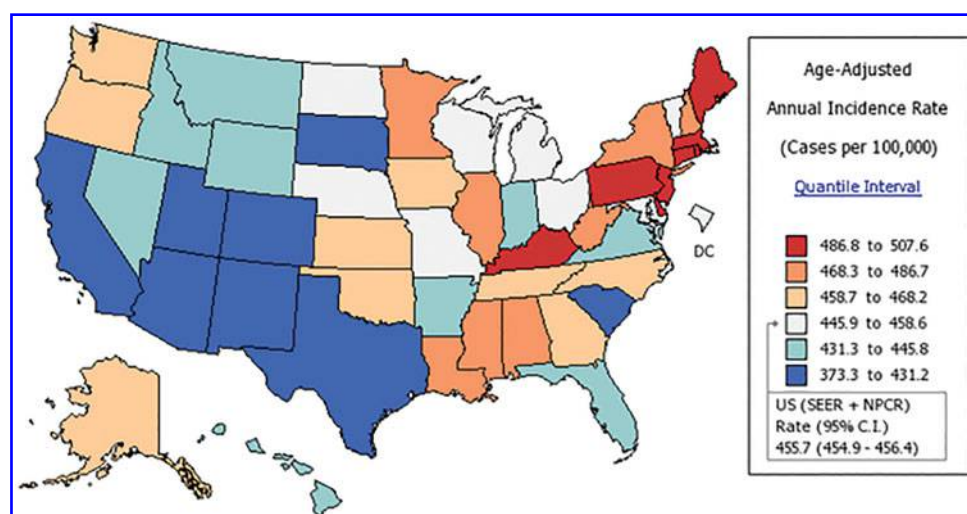 Age-Adjusted
Annual Incidence Rate
(Cases per 100,000)
Quantile Interval
486.8 to 507.6
468.3 to 486.7
458.7 to 468.2
445.9 to 458.6
431.3 to 445.8
373.3 to 431.2
US (SEER + NPCR)
Rate (95% C.I.)
455.7 (454.9 - 456.4)
DC